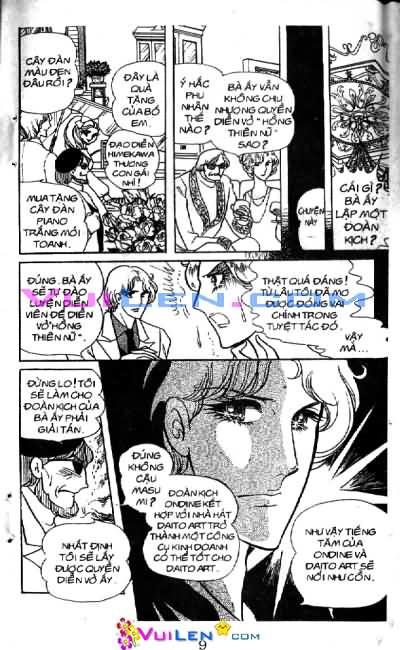 CÂY ĐÀN
MÀU ĐEN
ĐÂU RỒI?
ĐÂY LÀ
QUÀ
TẶNG
CỦA BỐ
EM.
ĐẠO DIỄN
HIMEKAWA
THƯƠNG
CON GÁI
NHỈ!
MUA TẶNG
CÂY ĐÀN
PIANO
TRẮNG MỚI
TOANH.
Ý HẮC
PHU
NHÂN
THẾ
NÀO?
BÀ ẤY VẪN
KHÔNG CHỊU
NHƯỢNG QUYỀN
DIỄN VỞ "HỒNG
THIÊN NỮ"
SAO?
CHUYỆN
NÀY...
CÁI GÌ?
BÀ ẤY
LẬP MỘT
ĐOÀN
KỊCH?
ĐÚNG. BÀ ẤY
SẼ TỰ ĐÀO
LUYỆN DIỄN
VIÊN ĐỂ DIỄN
VỞ "HỒNG
THIÊN NỮ".
THẬT QUÁ ĐÁNG!
TỪ LÂU TÔI ĐÃ MƠ
ĐƯỢC ĐÓNG VAI
CHÍNH TRONG
TUYỆT TÁC ĐÓ.
VẬY
MÀ...
VUILEN.COM
ĐỪNG LO! TÔI
SẼ LÀM CHO
ĐOÀN KỊCH CỦA
BÀ ẤY PHẢI
GIẢI TÁN.
NHẤT ĐỊNH
TÔI SẼ LẤY
ĐƯỢC QUYỀN
DIỄN VỞ ẤY.
ĐÚNG
KHÔNG
CẬU
MASU
MI?
ĐOÀN KỊCH
ONDINE KẾT
HỢP VỚI NHÀ HÁT
DAITO ART TRỞ
THÀNH MỘT CÔNG
CỤ KINH DOANH
CÓ THỂ TỐT CHO
DAITO ART.
NHƯ VẬY TIẾNG
TĂM CỦA
ONDINE VÀ
DAITO ART SẼ
NỔI NHƯ CỒN.
VUILEN.COM
9